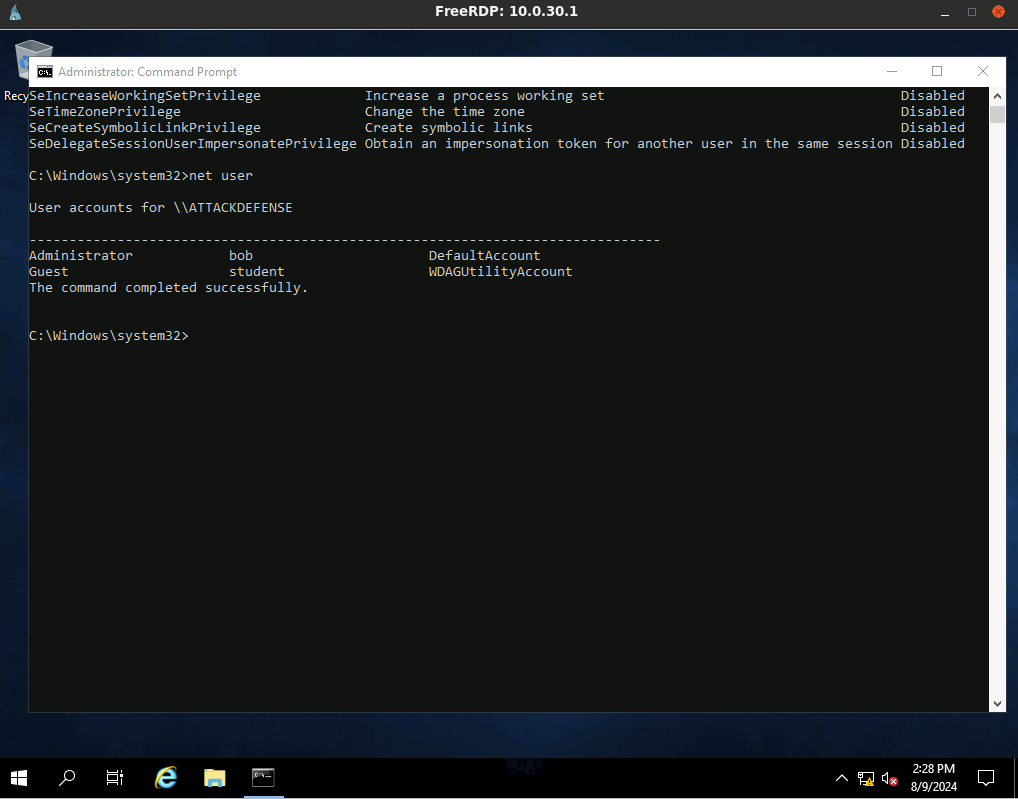 FreeRDP: 10.0.30.1
Administrator: Command Prompt
Recy
SeIncreaseWorkingSetPrivilege Increase a process working set Disabled
SeTimeZonePrivilege Change the time zone Disabled
SeCreateSymbolicLinkPrivilege Create symbolic links Disabled
SeDelegateSessionUserImpersonatePrivilege Obtain an impersonation token for another user in the same session Disabled
C:\Windows\system32>net user
User accounts for \\ATTACKDEFENSE
-------------------------------------------------------------------------------
Administrator bob DefaultAccount
Guest student WDAGUtilityAccount
The command completed successfully.
C:\Windows\system32>
2:28 PM
8/9/2024